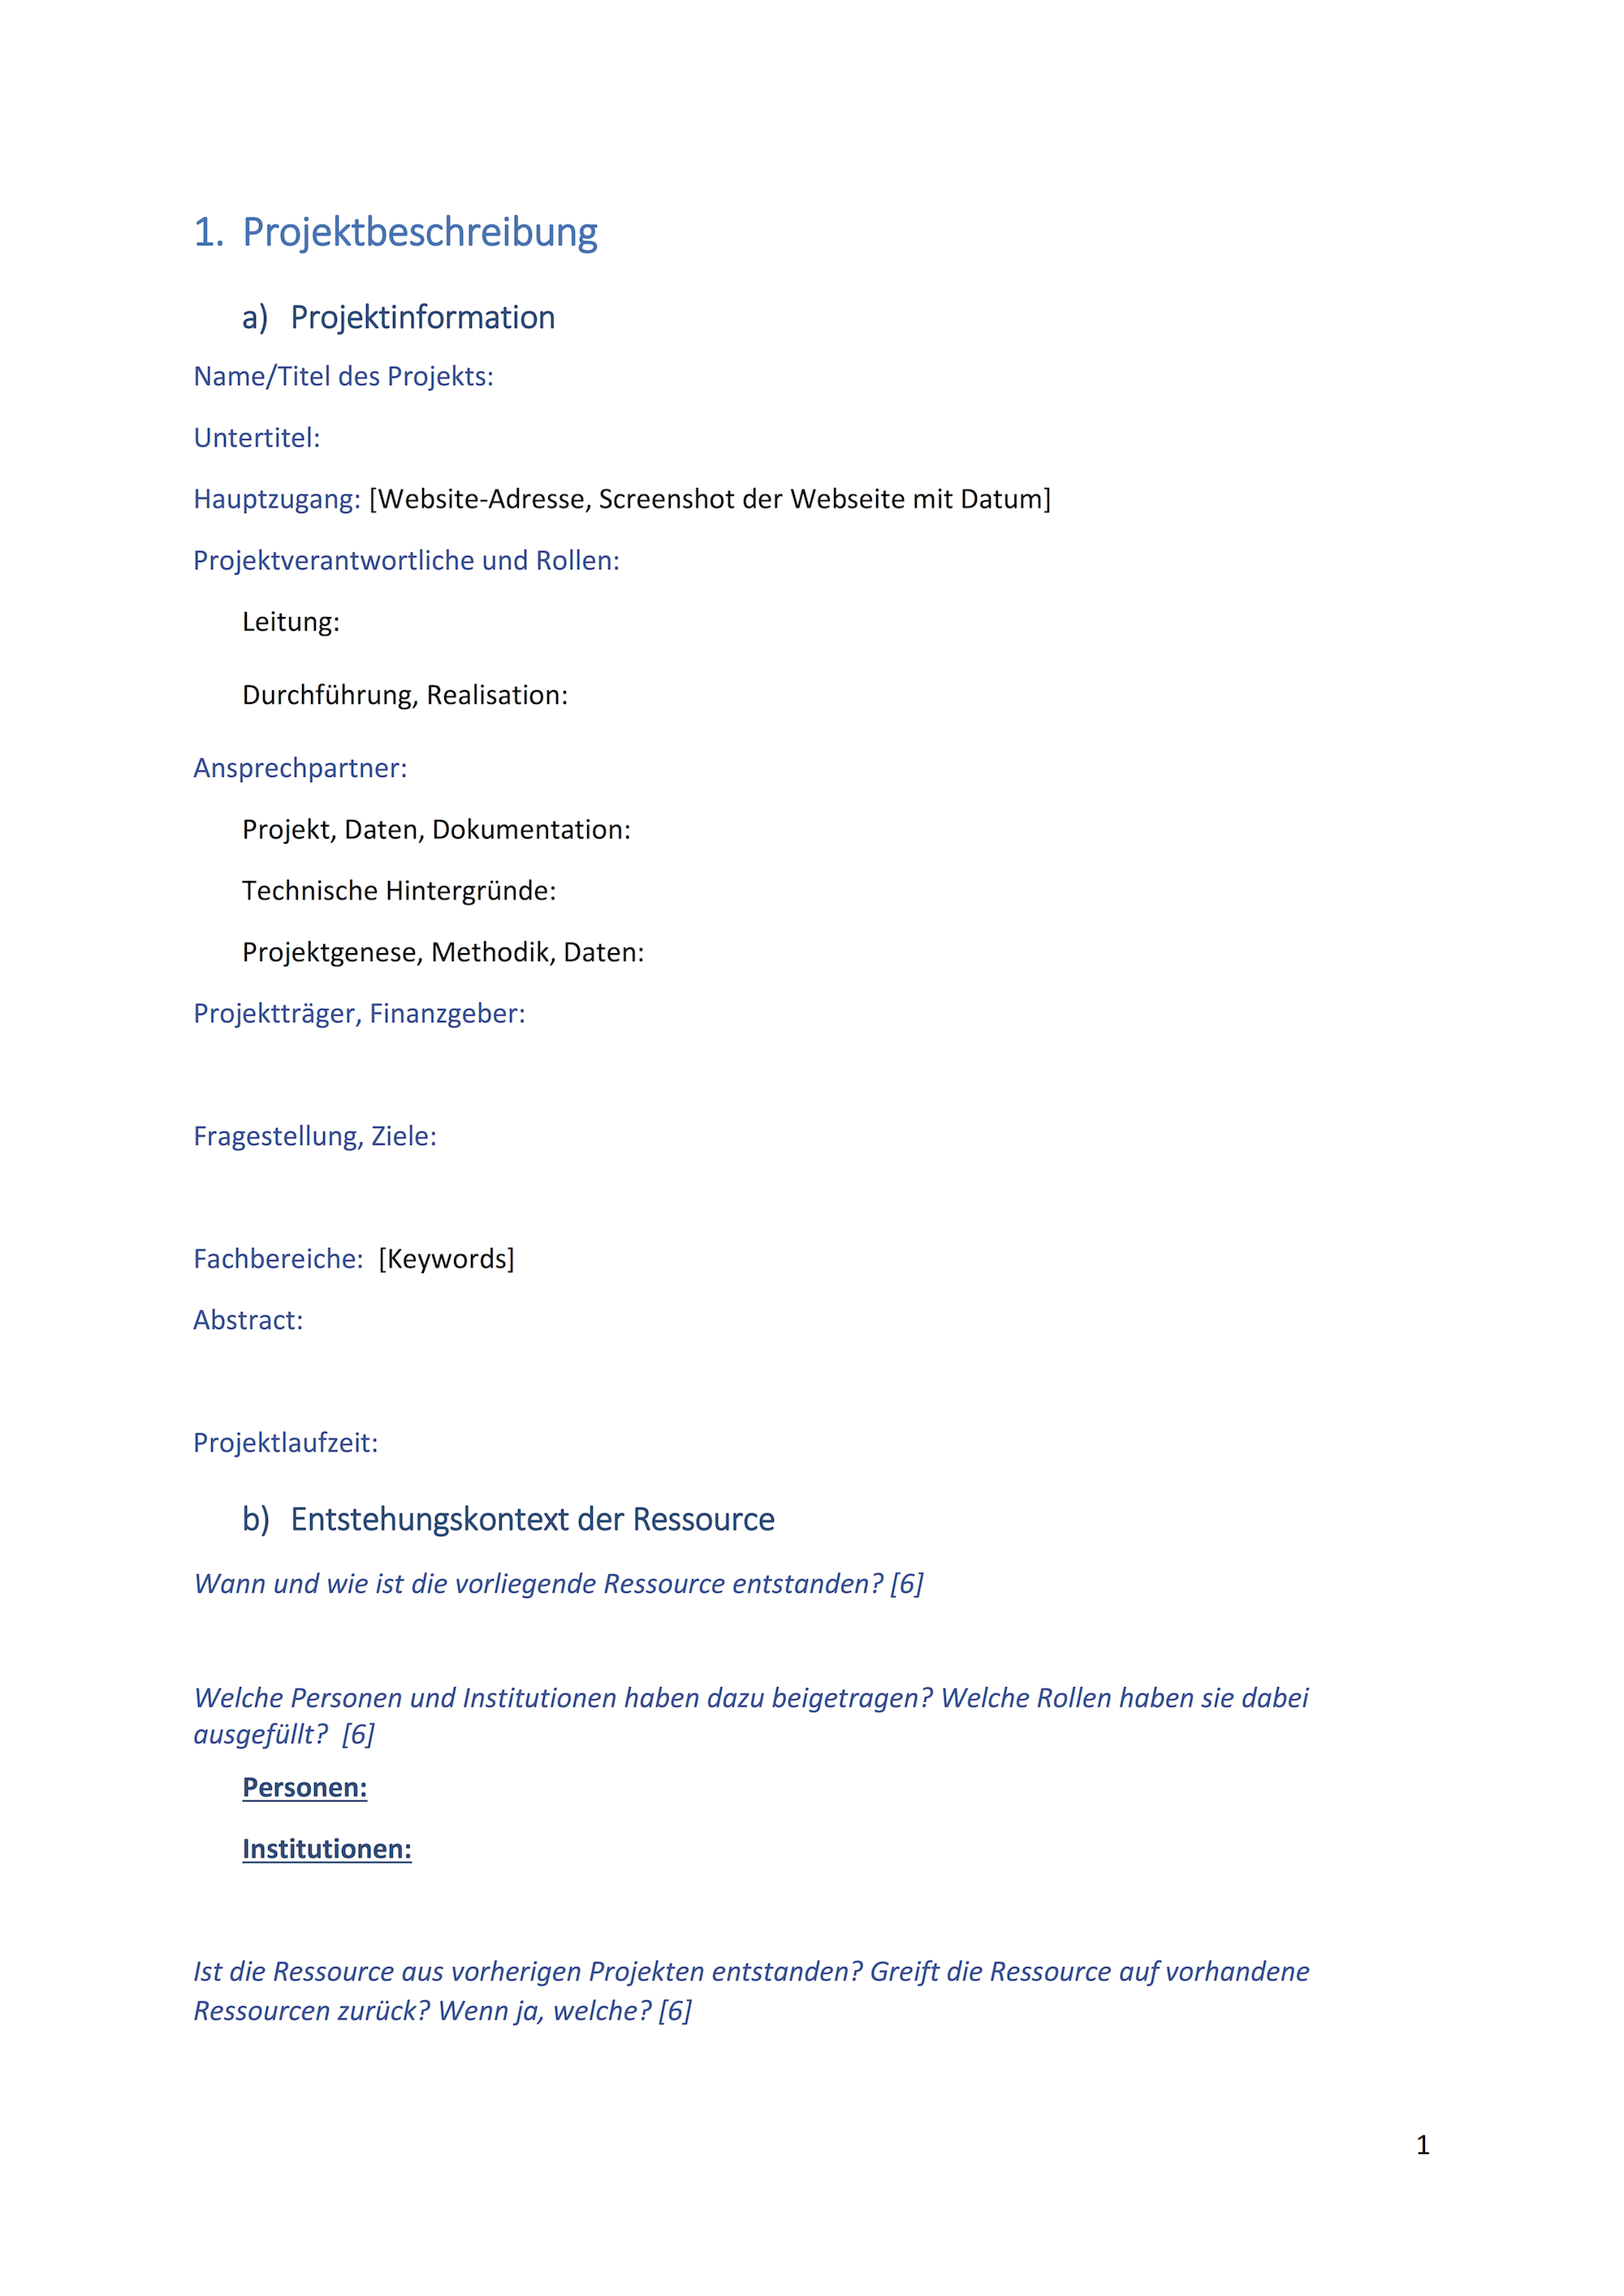 1. Projektbeschreibung
a) Projektinformation
Name/Titel des Projekts:
Untertitel:
Hauptzugang: [Website-Adresse, Screenshot der Webseite mit Datum]
Projektverantwortliche und Rollen:
Leitung:
Durchführung, Realisation:
Ansprechpartner:
Projekt, Daten, Dokumentation:
Technische Hintergründe:
Projektgenese, Methodik, Daten:
Projektträger, Finanzgeber:
Fragestellung, Ziele:
Fachbereiche: [Keywords]
Abstract:
Projektlaufzeit:
b) Entstehungskontext der Ressource
Wann und wie ist die vorliegende Ressource entstanden? [6]
Welche Personen und Institutionen haben dazu beigetragen? Welche Rollen haben sie dabei
ausgefüllt? [6]
Personen:
Institutionen:
Ist die Ressource aus vorherigen Projekten entstanden? Greift die Ressource auf vorhandene
Ressourcen zurück? Wenn ja, welche? [6]
1